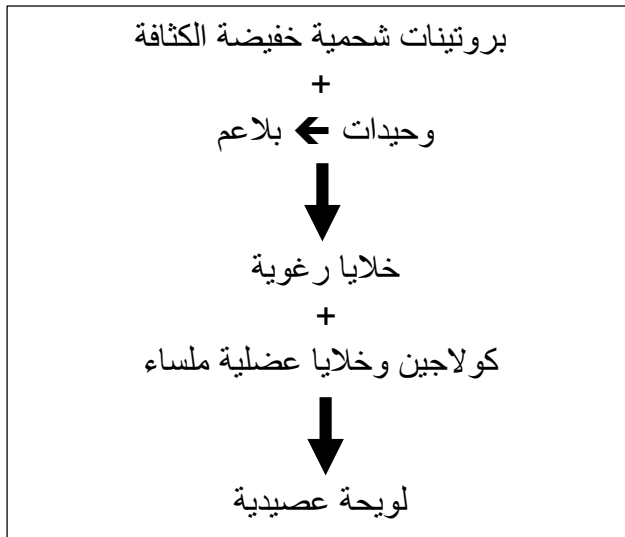 بروتينات شحمية خفيضة الكثافة
+
وحيدات ← بلاعم
خلايا رغوية
+
كولاجين وخلايا عضلية ملساء
لويحة عصيدية